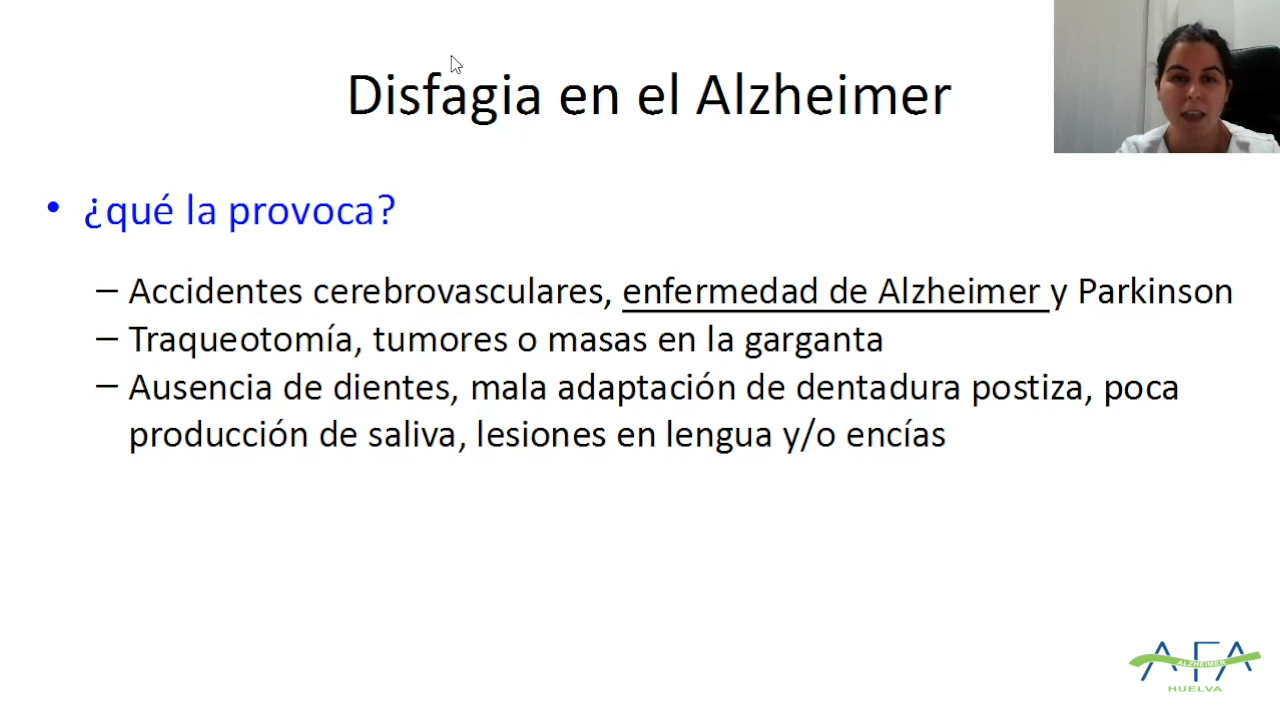 Disfagia en el Alzheimer
• ¿qué la provoca?
– Accidentes cerebrovasculares, enfermedad de Alzheimer y Parkinson
– Traqueotomía, tumores o masas en la garganta
– Ausencia de dientes, mala adaptación de dentadura postiza, poca
producción de saliva, lesiones en lengua y/o encías
AFA
ALZHEIMER
HUELVA